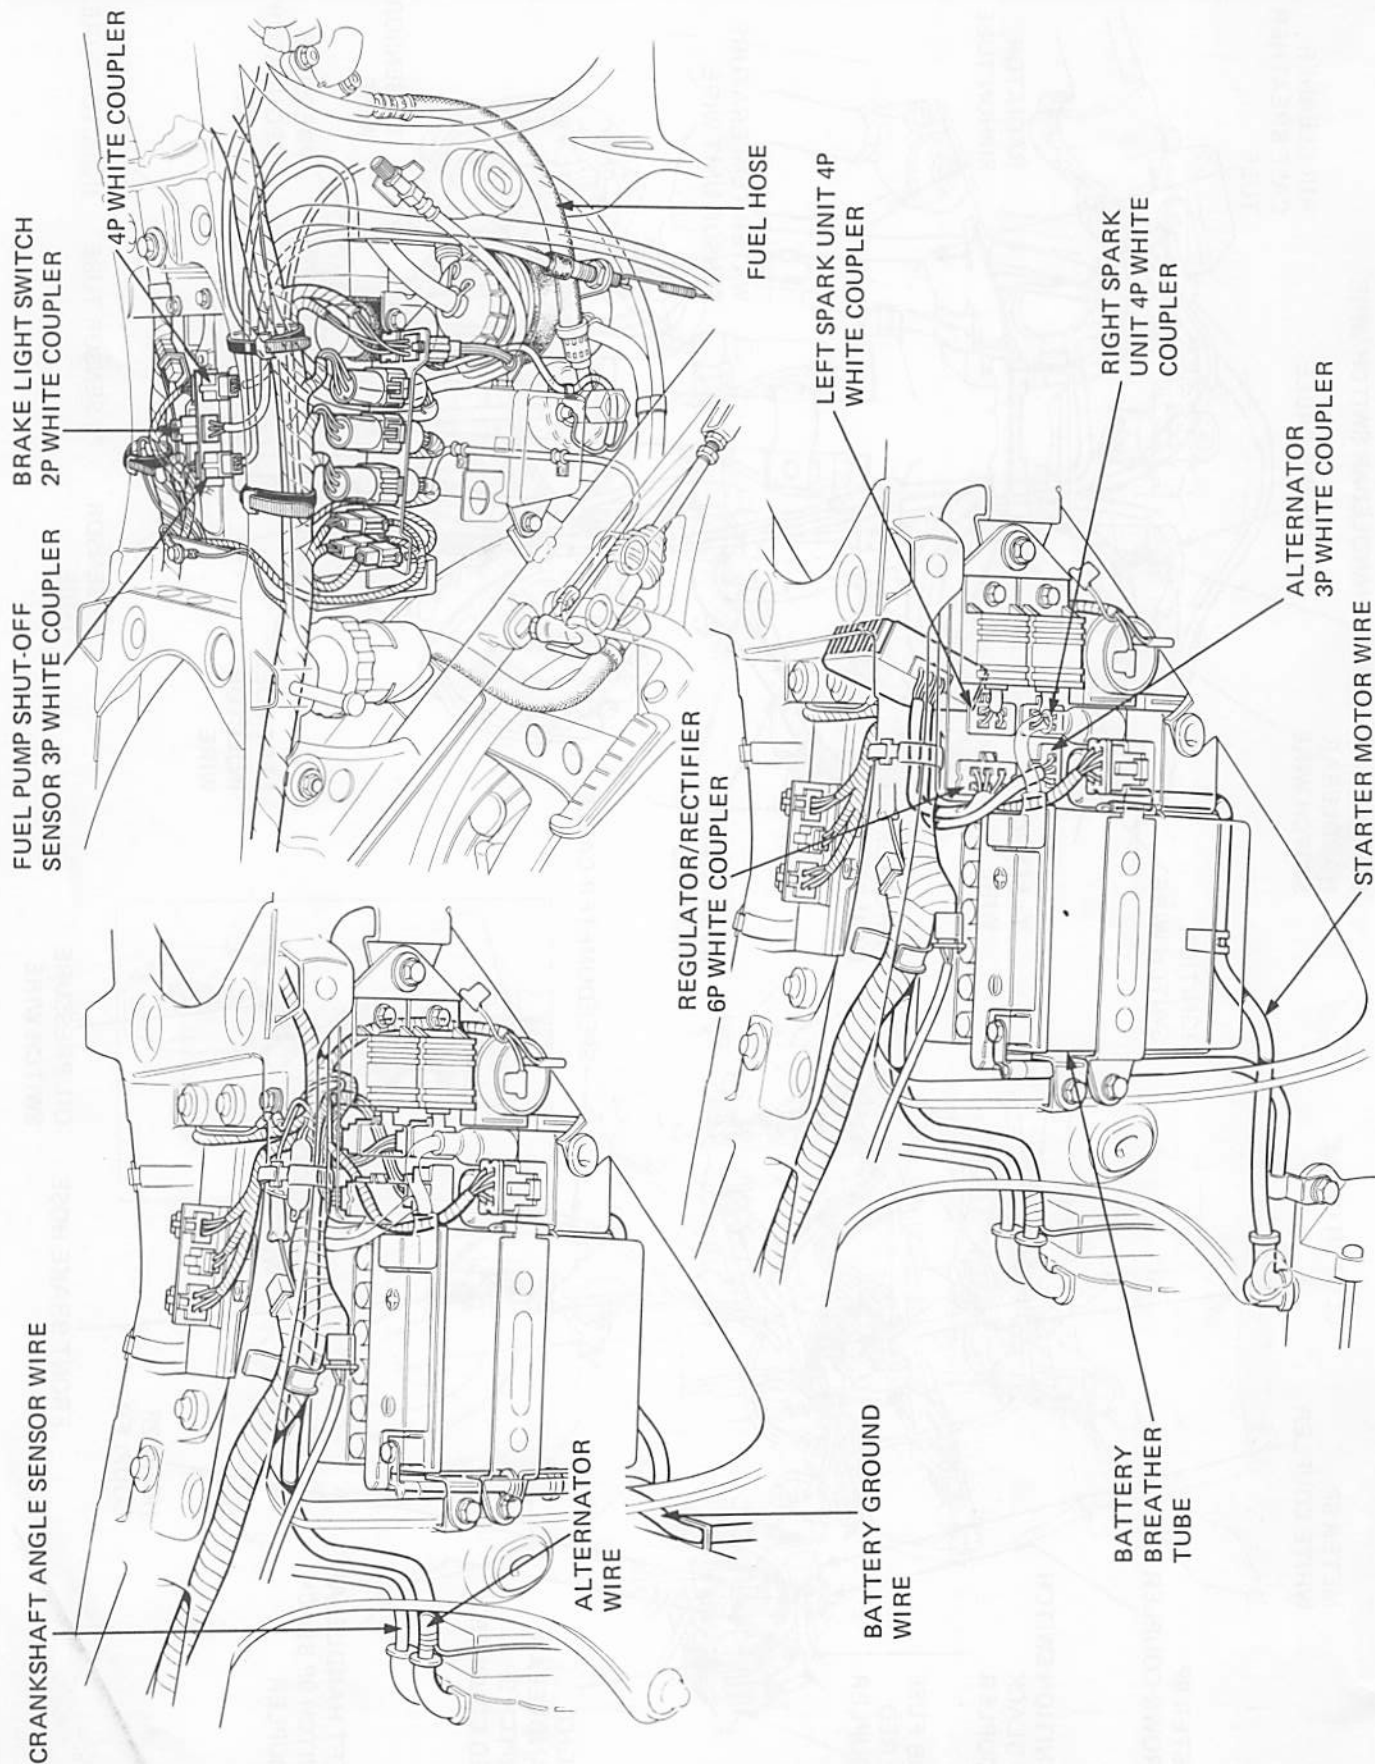 FUEL PUMP SHUT-OFF
SENSOR 3P WHITE COUPLER
BRAKE LIGHT SWITCH
2P WHITE COUPLER
4P WHITE COUPLER
FUEL HOSE
CRANKSHAFT ANGLE SENSOR WIRE
ALTERNATOR
WIRE
BATTERY GROUND
WIRE
REGULATOR/RECTIFIER
6P WHITE COUPLER
LEFT SPARK UNIT 4P
WHITE COUPLER
RIGHT SPARK
UNIT 4P WHITE
COUPLER
ALTERNATOR
3P WHITE COUPLER
STARTER MOTOR WIRE
BATTERY
BREATHER
TUBE